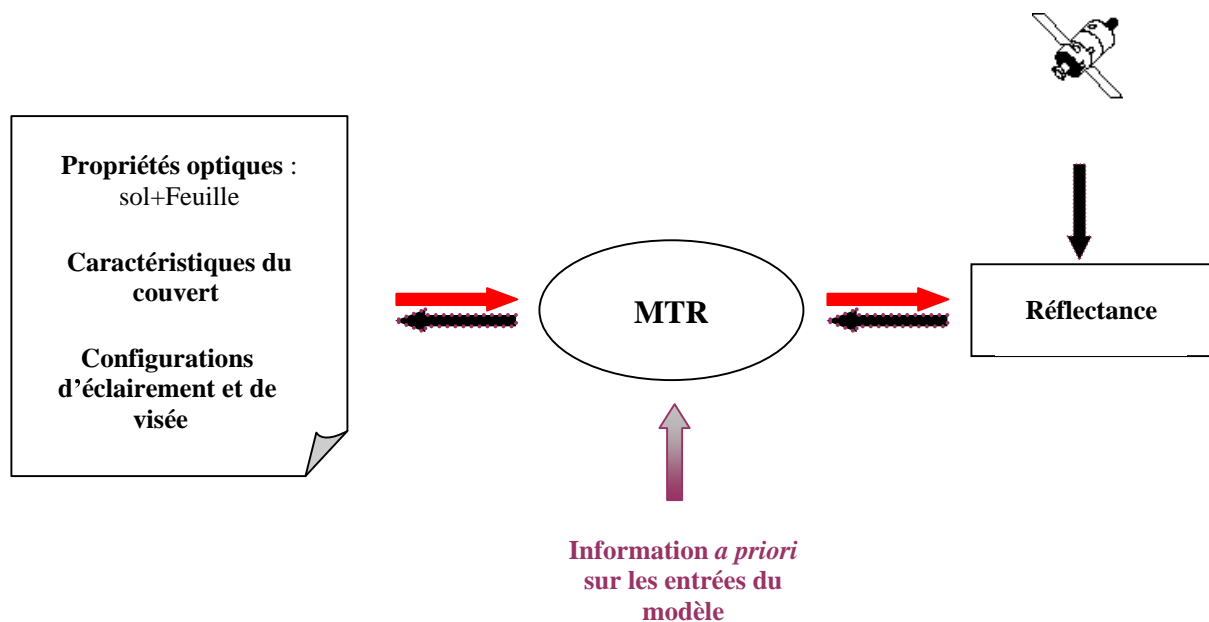 Propriétés optiques :
sol+Feuille
Caractéristiques du
couvert
Configurations
d'éclairement et de
visée
MTR
Réflectance
Information a priori
sur les entrées du
modèle